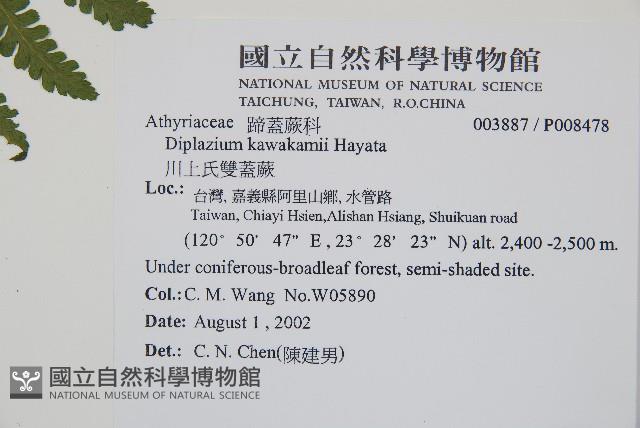 國立自然科學博物館
NATIONAL MUSEUM OF NATURAL SCIENCE
TAICHUNG, TAIWAN, R.O.CHINA
Athyriaceae 蹄蓋蕨科 003887 / P008478
Diplazium kawakamii Hayata
川上氏雙蓋蕨
Loc.: 台灣, 嘉義縣阿里山鄉, 水管路
Taiwan, Chiayi Hsien,Alishan Hsiang, Shuikuan road
(120° 50' 47" E , 23° 28' 23" N) alt. 2,400 -2,500 m.
Under coniferous-broadleaf forest, semi-shaded site.
Col.: C. M. Wang No.W05890
Date: August 1 , 2002
Det.: C. N. Chen(陳建男)
國立自然科學博物館
NATIONAL MUSEUM OF NATURAL SCIENCE